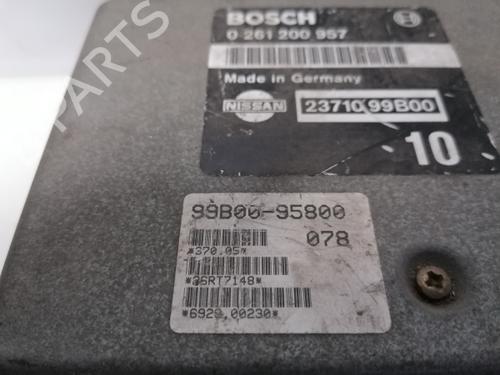 BOSCH
0 261 200 957
Made in Germany
NISSAN
23710 99B00
10
99B00-95800
078
*370.05*
*36RT7148*
*6929,00230*
B-PARTS